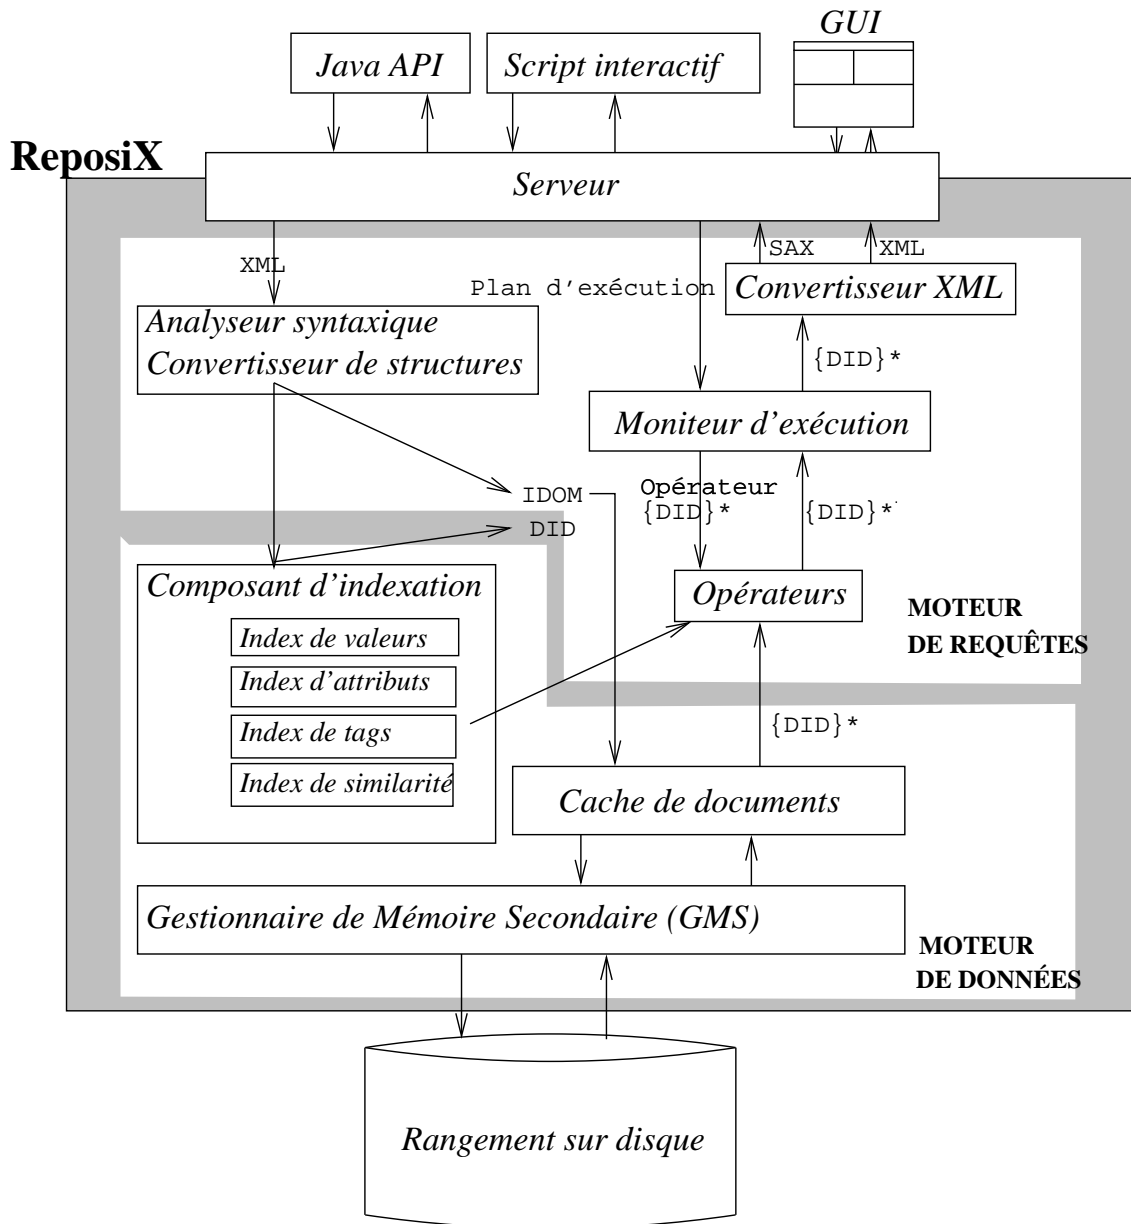 GUI
Java API
Script interactif
ReposiX
Serveur
XML
SAX
XML
Plan d'exécution
Convertisseur XML
Analyseur syntaxique
Convertisseur de structures
{DID}*
Moniteur d'exécution
IDOM
DID
Opérateur
{DID}*
{DID}*
Composant d'indexation
Opérateurs
Index de valeurs
Index d'attributs
Index de tags
Index de similarité
MOTEUR
DE REQUÊTES
{DID}*
Cache de documents
Gestionnaire de Mémoire Secondaire (GMS)
MOTEUR
DE DONNÉES
Rangement sur disque